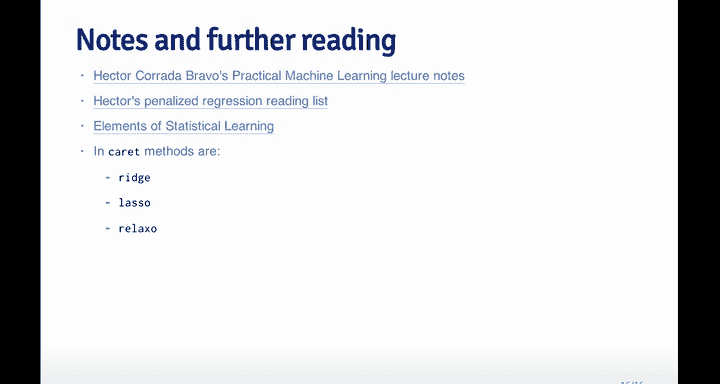 Notes and further reading
· Hector Corrada Bravo's Practical Machine Learning lecture notes
· Hector's penalized regression reading list
· Elements of Statistical Learning
· In caret methods are:
- ridge
- lasso
- relaxo